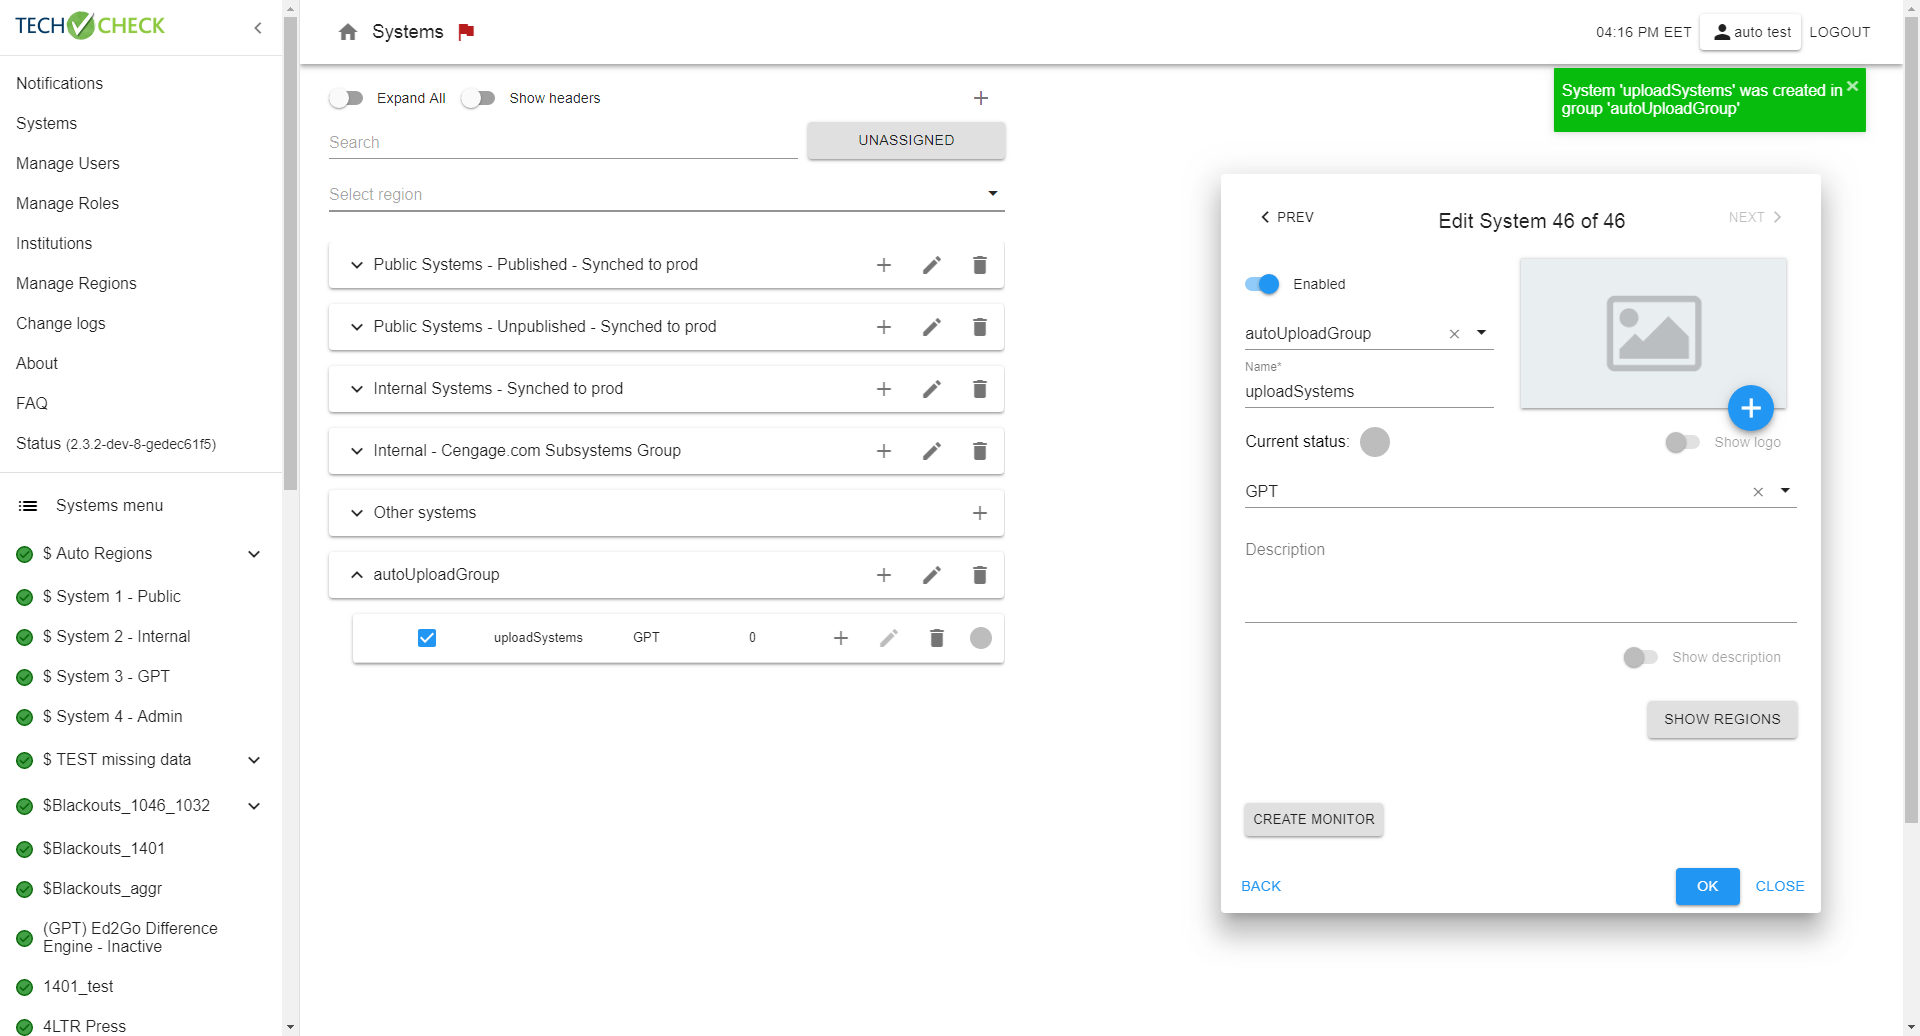 TECH CHECK
Systems
04:16 PM EET
auto test
LOGOUT
Notifications
Systems
Manage Users
Manage Roles
Institutions
Manage Regions
Change logs
About
FAQ
Status (2.3.2-dev-8-gedec61f5)
Systems menu
$ Auto Regions
$ System 1 - Public
$ System 2 - Internal
$ System 3 - GPT
$ System 4 - Admin
$ TEST missing data
$Blackouts_1046_1032
$Blackouts_1401
$Blackouts_aggr
(GPT) Ed2Go Difference
Engine - Inactive
1401_test
4LTR Press
Expand All
Show headers
Search
UNASSIGNED
Select region
Public Systems - Published - Synched to prod
Public Systems - Unpublished - Synched to prod
Internal Systems - Synched to prod
Internal - Cengage.com Subsystems Group
Other systems
autoUploadGroup
uploadSystems GPT 0
System 'uploadSystems' was created in
group 'autoUploadGroup'
PREV
Edit System 46 of 46
NEXT
Enabled
autoUploadGroup
Name*
uploadSystems
Current status:
Show logo
GPT
Description
Show description
SHOW REGIONS
CREATE MONITOR
BACK
OK
CLOSE